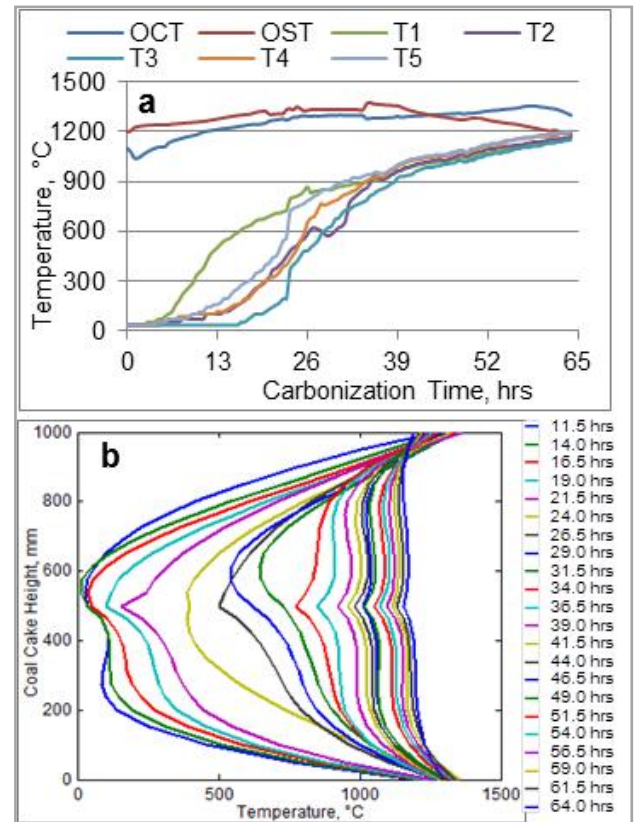 OCT OST T1 T2
T3 T4 T5
a
1500
1200
900
600
300
0
Temperature, °C
0 13 26 39 52 65
Carbonization Time, hrs
b
1000
800
600
400
200
0
Coal Cake Height, mm
0 500 1000 1500
Temperature, °C
11.5 hrs
14.0 hrs
16.5 hrs
19.0 hrs
21.5 hrs
24.0 hrs
26.5 hrs
29.0 hrs
31.5 hrs
34.0 hrs
36.5 hrs
39.0 hrs
41.5 hrs
44.0 hrs
46.5 hrs
49.0 hrs
51.5 hrs
54.0 hrs
56.5 hrs
59.0 hrs
61.5 hrs
64.0 hrs